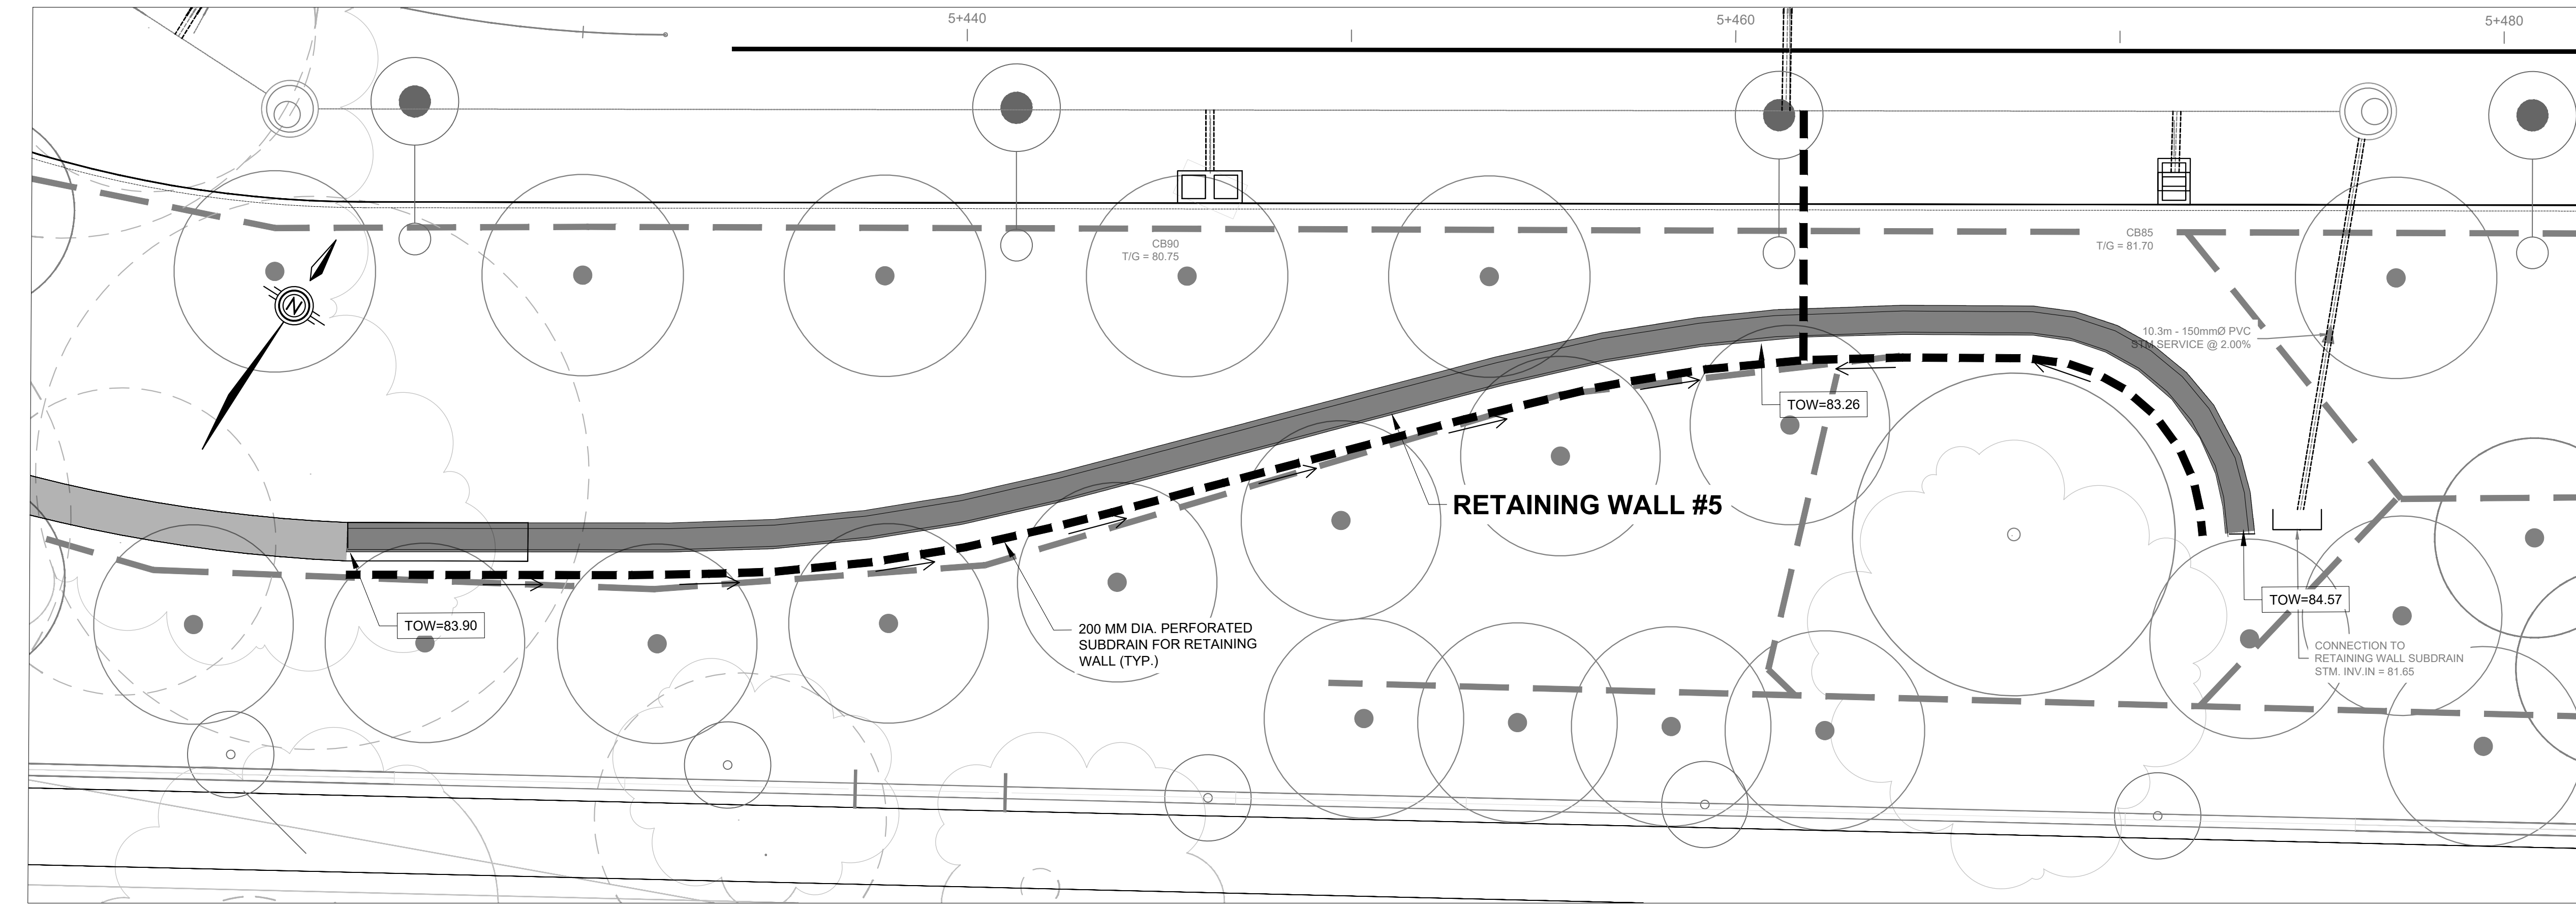 5+440
5+460
5+480
CB90
T/G = 80.75
CB85
T/G = 81.70
N
10.3m - 150mmØ PVC
STM SERVICE @ 2.00%
TOW=83.26
RETAINING WALL #5
TOW=83.90
200 MM DIA. PERFORATED
SUBDRAIN FOR RETAINING
WALL (TYP.)
TOW=84.57
CONNECTION TO
RETAINING WALL SUBDRAIN
STM. INV.IN = 81.65